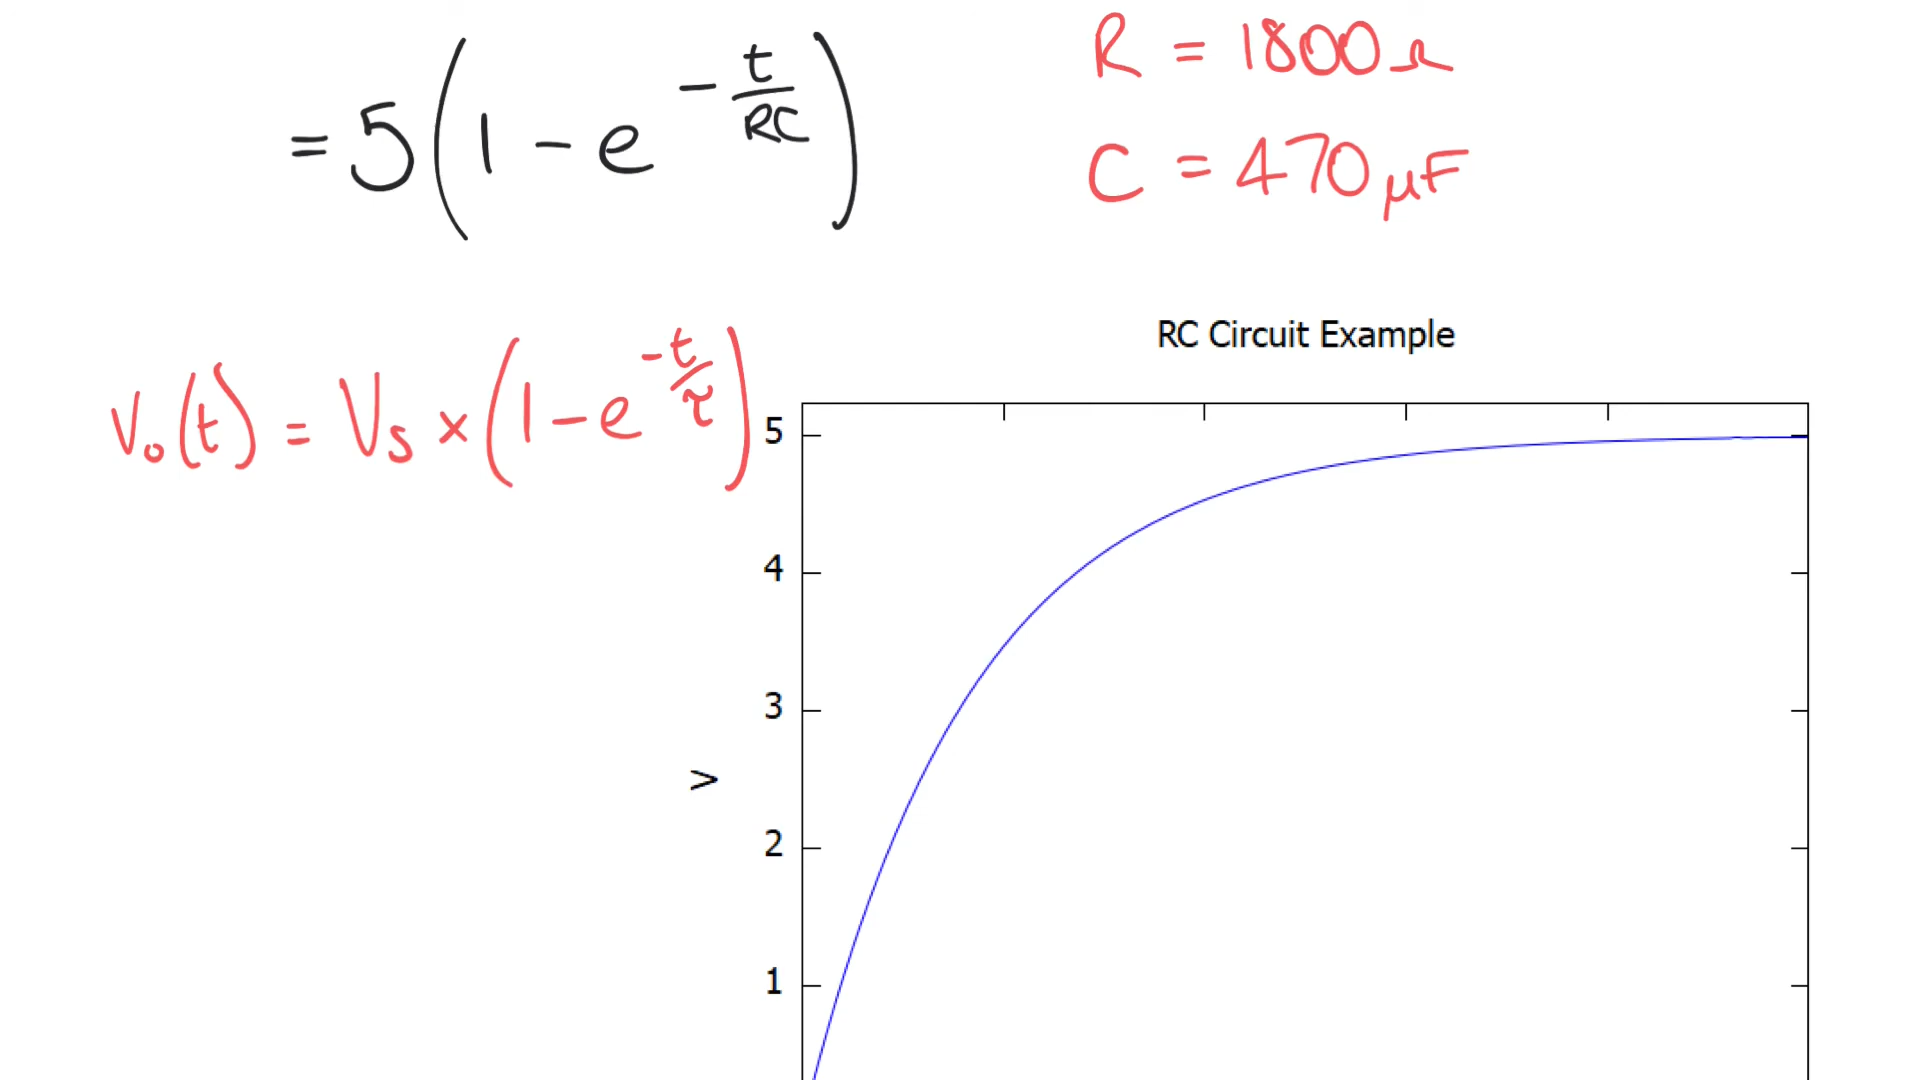 = 5(1 - e^{-t/RC})
R = 1800Ω
C = 470μF
V₀(t) = Vs × (1 - e^{-t/τ})
RC Circuit Example
5
4
3
V
2
1